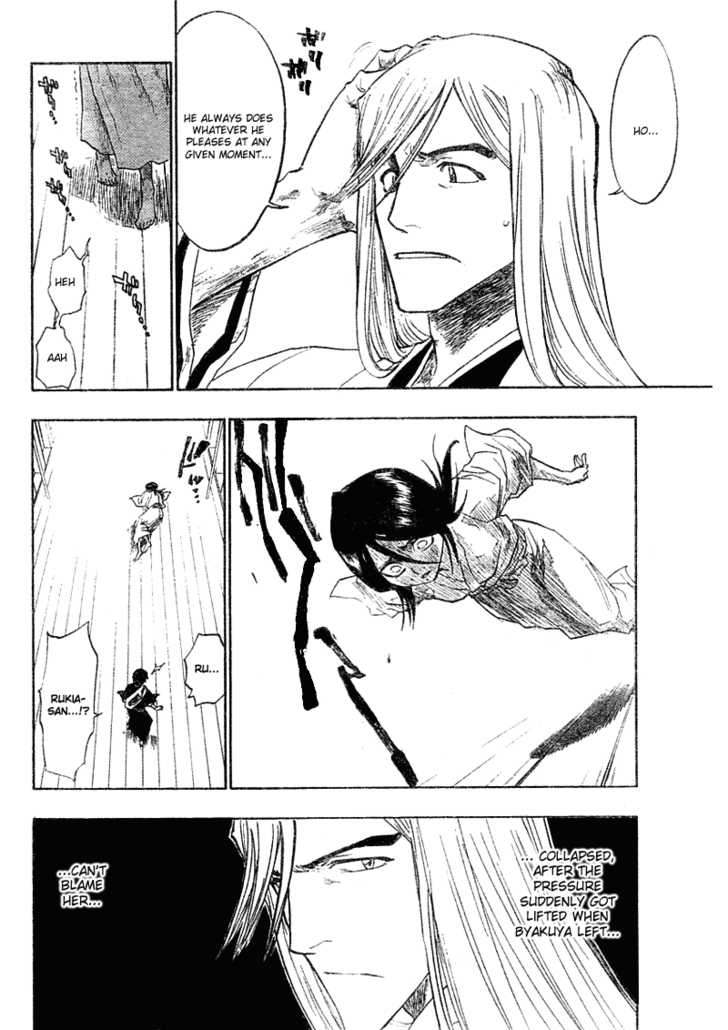 HO...
HE ALWAYS DOES
WHATEVER HE
PLEASES AT ANY
GIVEN MOMENT...
HEH
AAH
RU...
RUKIA-
SAN...!?
... COLLAPSED,
AFTER THE
PRESSURE
SUDDENLY GOT
LIFTED WHEN
BYAKUYA LEFT...
...CAN'T
BLAME
HER...